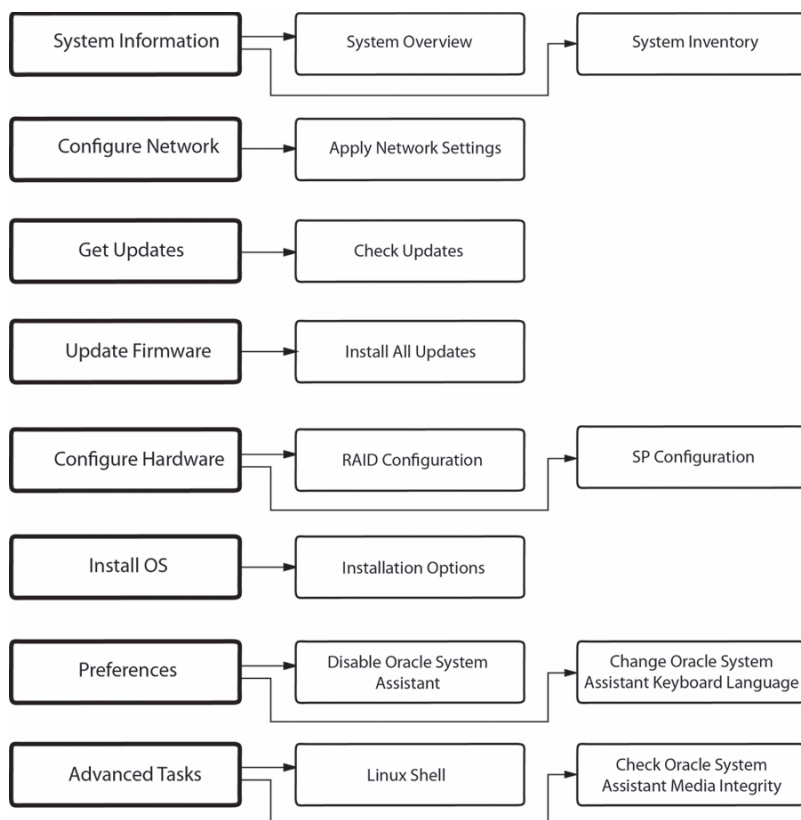 System Information
System Overview
System Inventory
Configure Network
Apply Network Settings
Get Updates
Check Updates
Update Firmware
Install All Updates
Configure Hardware
RAID Configuration
SP Configuration
Install OS
Installation Options
Preferences
Disable Oracle System
Assistant
Change Oracle System
Assistant Keyboard Language
Advanced Tasks
Linux Shell
Check Oracle System
Assistant Media Integrity